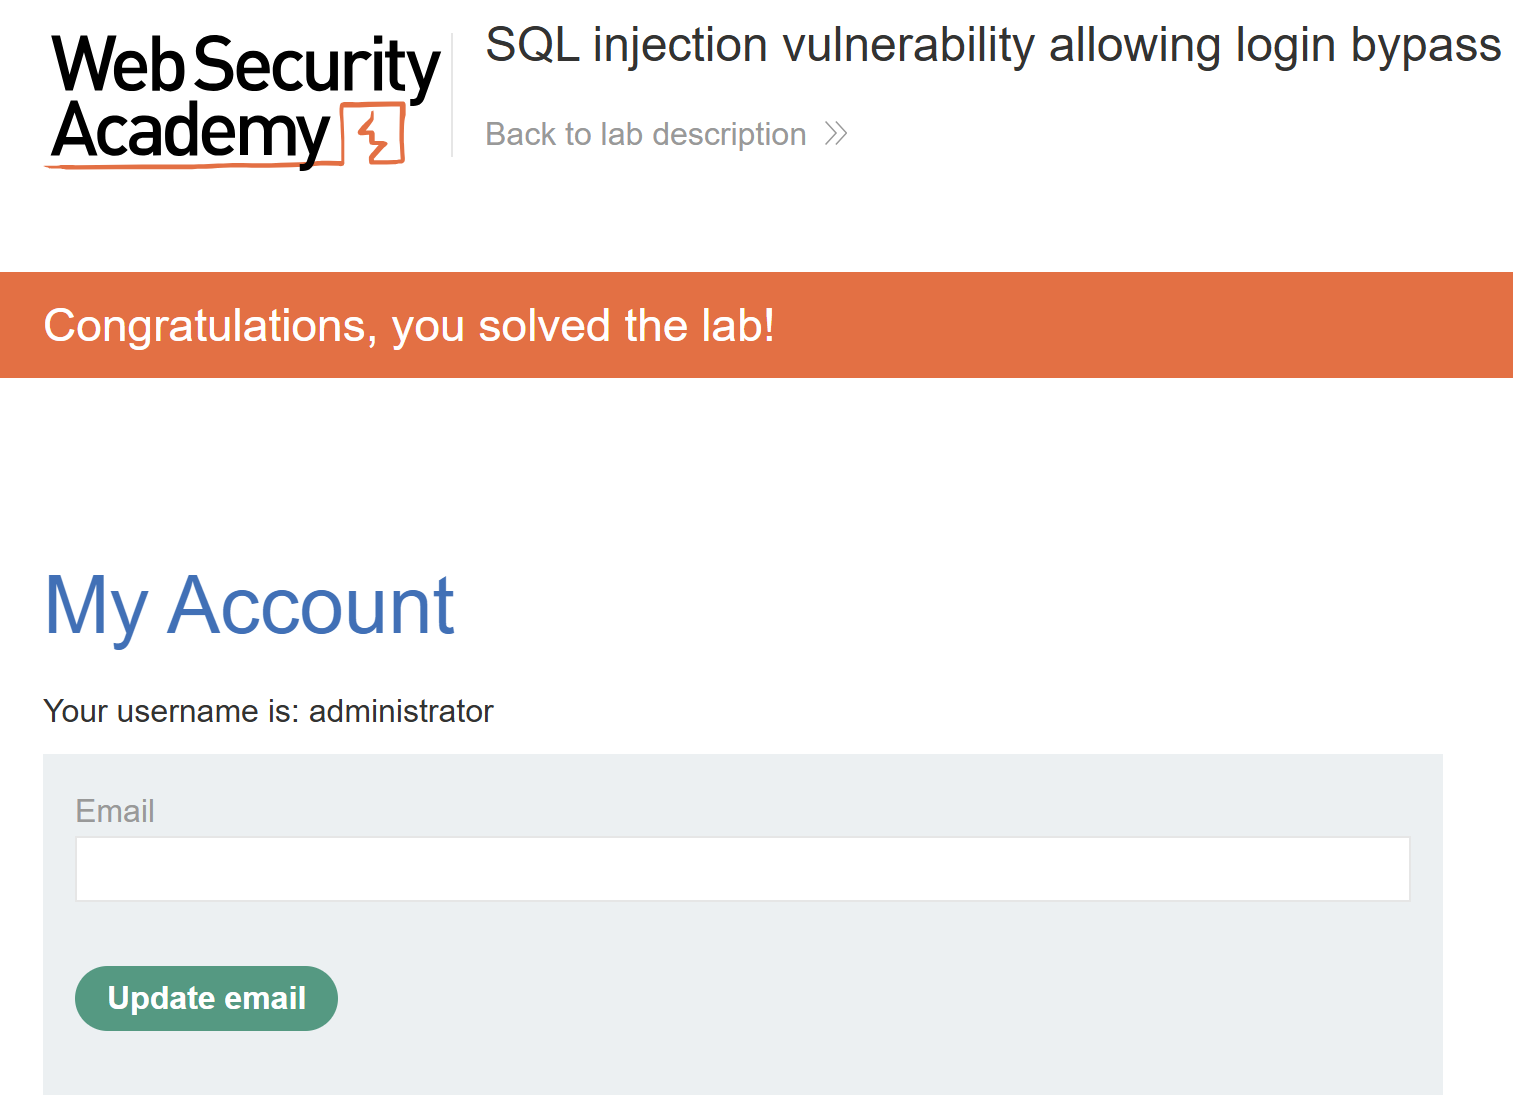 Web Security
Academy
SQL injection vulnerability allowing login bypass
Back to lab description
Congratulations, you solved the lab!
My Account
Your username is: administrator
Email
Update email